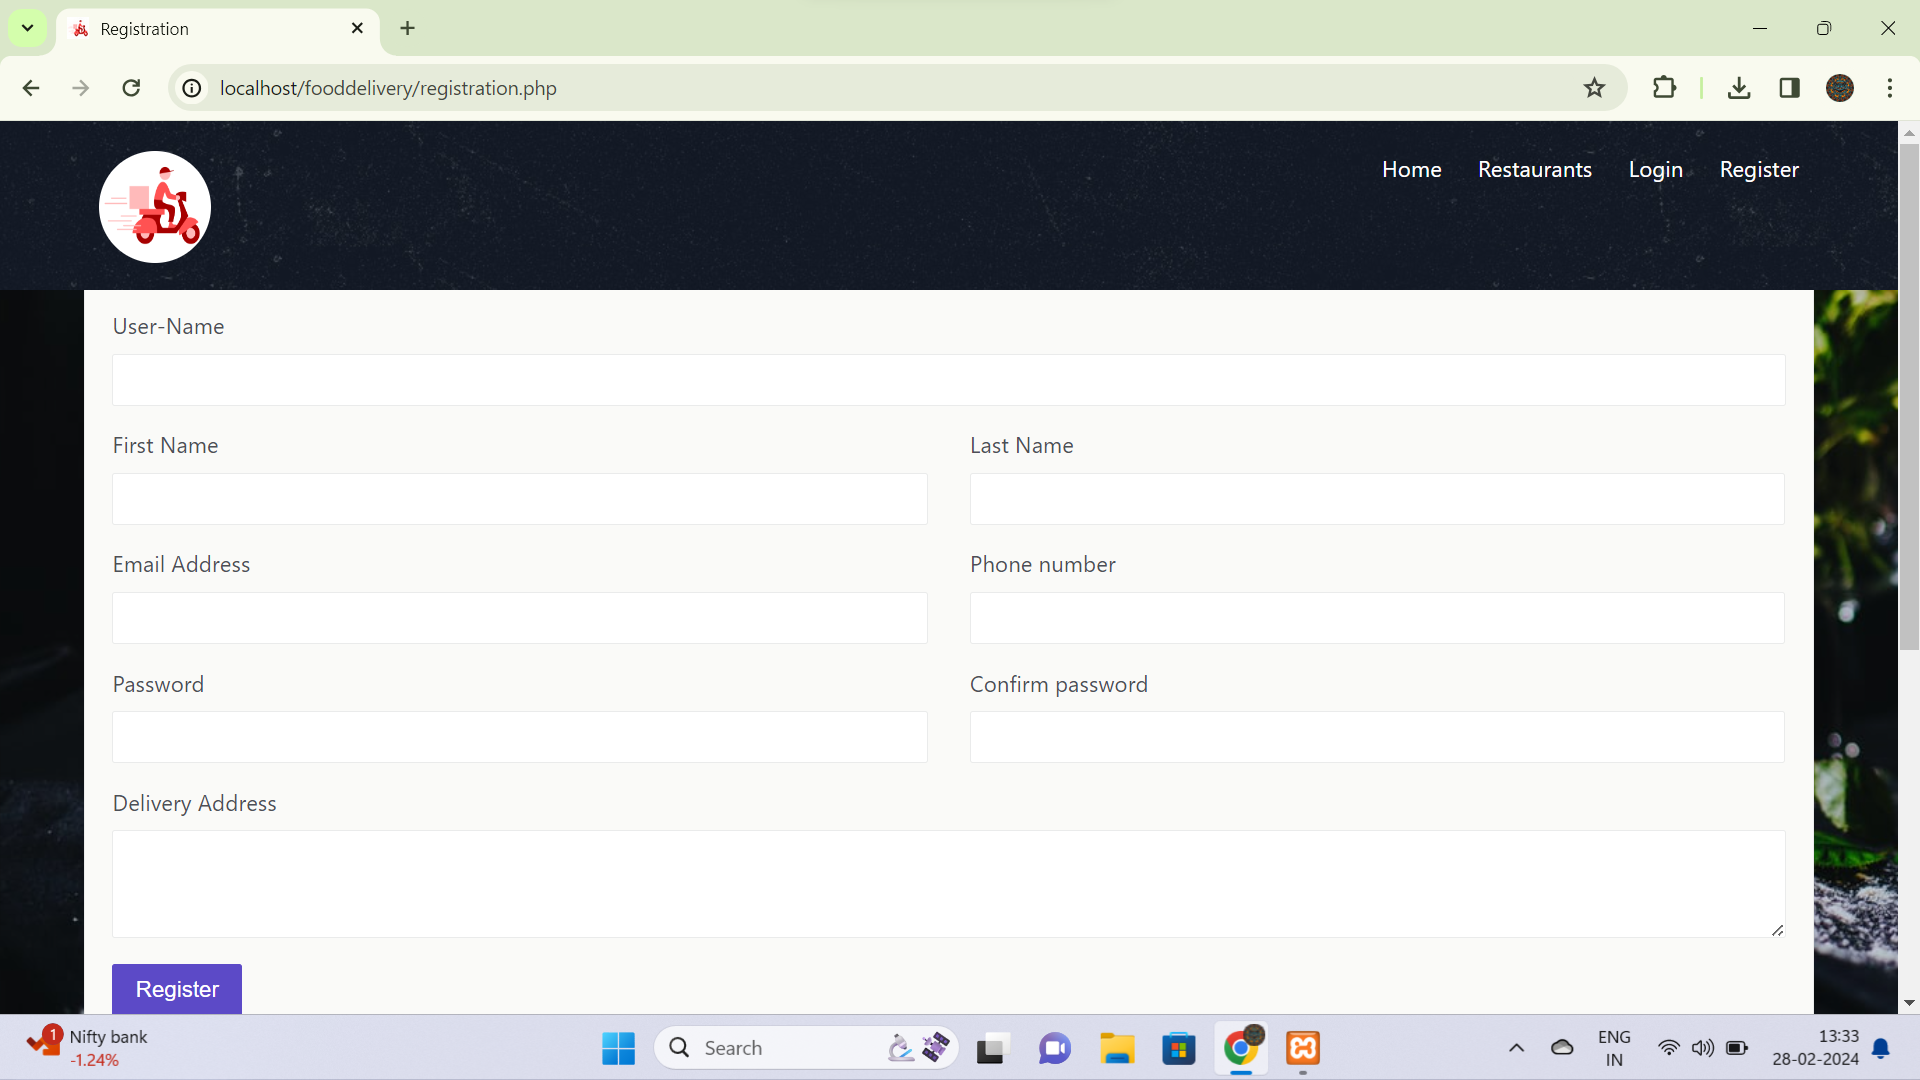 Registration
localhost/fooddelivery/registration.php
Home Restaurants Login Register
User-Name
First Name Last Name
Email Address Phone number
Password Confirm password
Delivery Address
Register
1 Nifty bank
-1.24%
Search
ENG
IN
13:33
28-02-2024